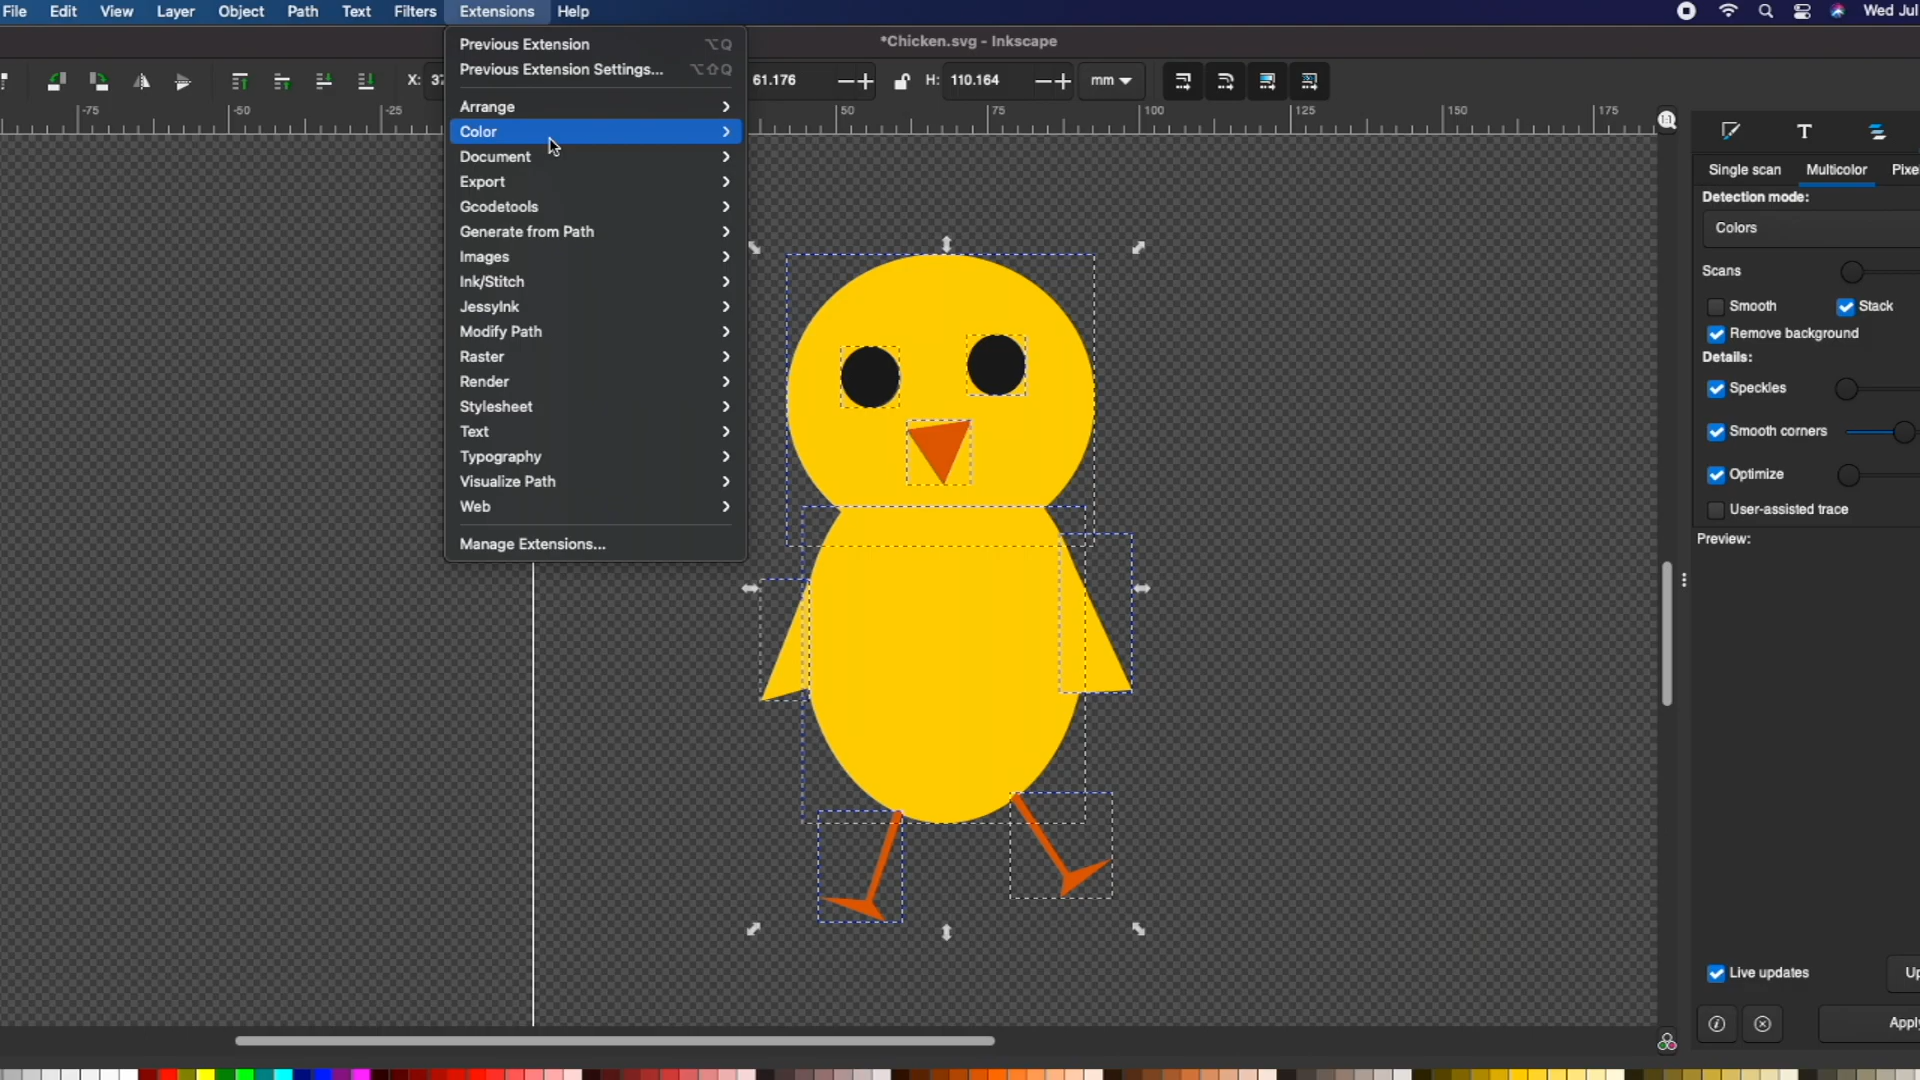 File Edit View Layer Object Path Text Filters Extensions Help Wed Jul
*Chicken.svg - Inkscape
X: 61.176 H: 110.164 mm
-75 -50 -25 50 75 100 125 150 175
Previous Extension ⌥Q
Previous Extension Settings... ⌥⇧Q
Arrange
Color
Document
Export
Gcodetools
Generate from Path
Images
Ink/Stitch
JessyInk
Modify Path
Raster
Render
Stylesheet
Text
Typography
Visualize Path
Web
Manage Extensions...
Single scan Multicolor
Detection mode:
Colors
Scans
Smooth Stack
Remove background
Details:
Speckles
Smooth corners
Optimize
User-assisted trace
Preview:
Live updates
Apply